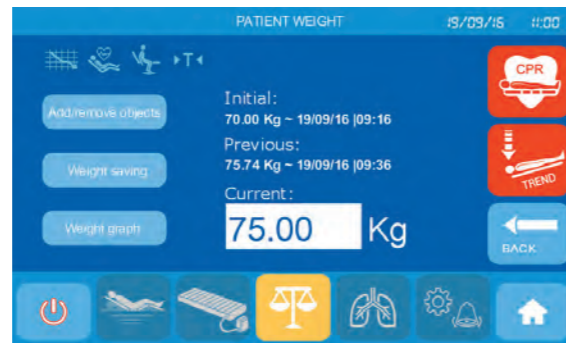 PATIENT WEIGHT
19/09/16 11:00
▸T◂
CPR
Add/remove objects
Initial:
70.00 Kg ~ 19/09/16 |09:16
Previous:
75.74 Kg ~ 19/09/16 |09:36
Weight saving
TREND
Current:
75.00 Kg
Weight graph
BACK